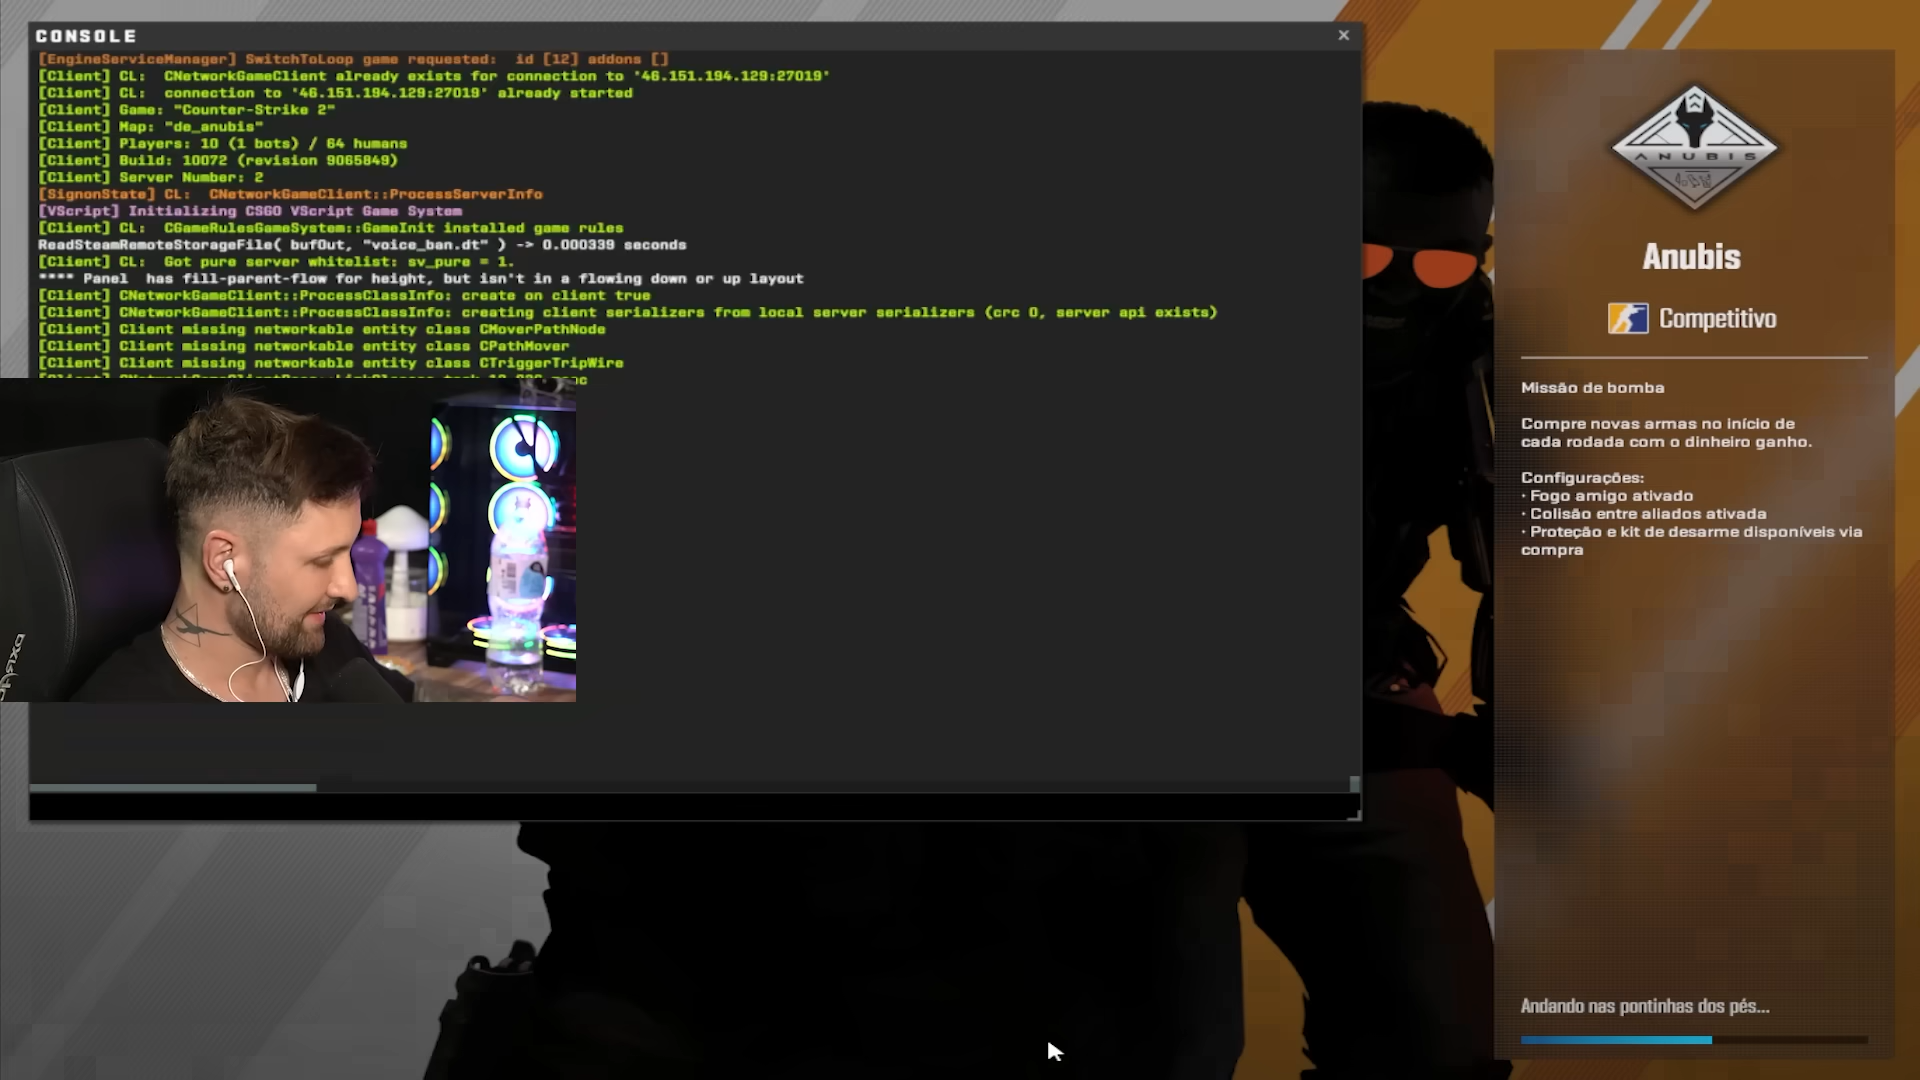 CONSOLE
[EngineServiceManager] SwitchToLoop game requested:  id [12] addons []
[Client] CL:  CNetworkGameClient already exists for connection to '46.151.194.129:27019'
[Client] CL:  connection to '46.151.194.129:27019' already started
[Client] Game: "Counter-Strike 2"
[Client] Map: "de_anubis"
[Client] Players: 10 (1 bots) / 64 humans
[Client] Build: 10072 (revision 9065849)
[Client] Server Number: 2
[SignonState] CL:  CNetworkGameClient::ProcessServerInfo
[VScript] Initializing CSGO VScript Game System
[Client] CL:  CGameRulesGameSystem::GameInit installed game rules
ReadSteamRemoteStorageFile( bufOut, "voice_ban.dt" ) -> 0.000339 seconds
[Client] CL:  Got pure server whitelist: sv_pure = 1.
**** Panel  has fill-parent-flow for height, but isn't in a flowing down or up layout
[Client] CNetworkGameClient::ProcessClassInfo: create on client true
[Client] CNetworkGameClient::ProcessClassInfo: creating client serializers from local server serializers (crc 0, server api exists)
[Client] Client missing networkable entity class CMoverPathNode
[Client] Client missing networkable entity class CPathMover
[Client] Client missing networkable entity class CTriggerTripWire
ANUBIS
Anubis
Competitivo
Missão de bomba
Compre novas armas no início de
cada rodada com o dinheiro ganho.
Configurações:
• Fogo amigo ativado
• Colisão entre aliados ativada
• Proteção e kit de desarme disponíveis via
compra
Andando nas pontinhas dos pés...